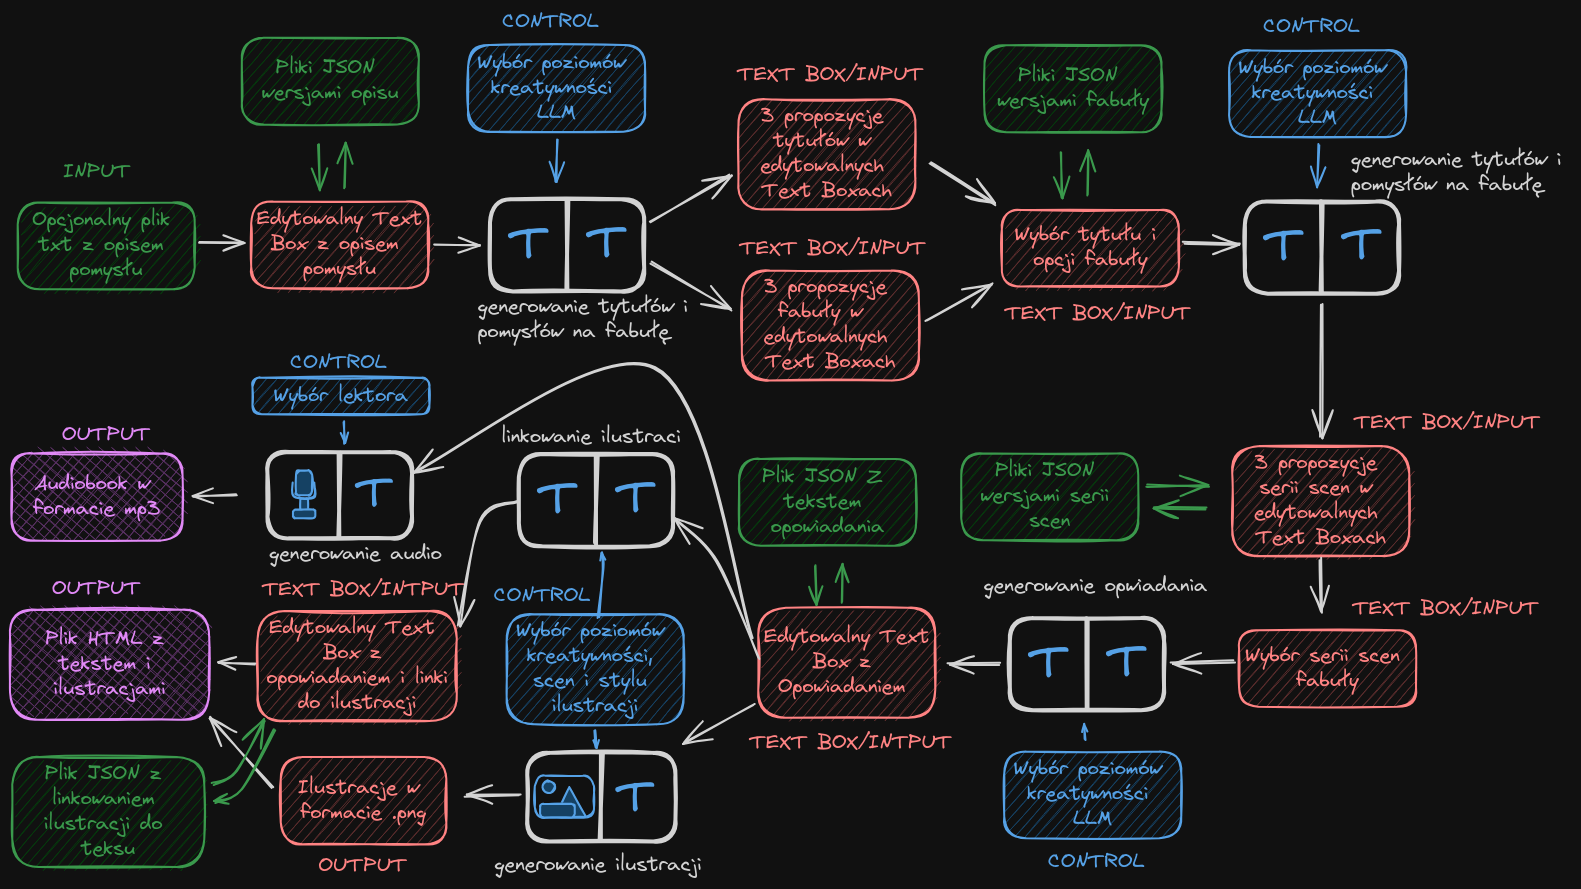 CONTROL
Pliki JSON
wersjami opisu
Wybór poziomów
kreatywności
LLM
TEXT BOX/INPUT
3 propozycje
tytułów w
edytowalnych
Text Boxach
Pliki JSON
wersjami fabuły
CONTROL
Wybór poziomów
kreatywności
LLM
generowanie tytułów i
pomysłów na fabułę
INPUT
Opcjonalny plik
txt z opisem
pomysłu
Edytowalny Text
Box z opisem
pomysłu
T T
generowanie tytułów i
pomysłów na fabułę
TEXT BOX/INPUT
3 propozycje
fabuły w
edytowalnych
Text Boxach
Wybór tytułu i
opcji fabuły
TEXT BOX/INPUT
T T
CONTROL
Wybór lektora
OUTPUT
Audiobook w
formacie mp3
T
generowanie audio
linkowanie ilustraci
T T
Plik JSON Z
tekstem
opowiadania
Pliki JSON
wersjami serii
scen
TEXT BOX/INPUT
3 propozycje
serii scen w
edytowalnych
Text Boxach
OUTPUT
Plik HTML z
tekstem i
ilustracjami
TEXT BOX/INTPUT
Edytowalny Text
Box z
opowiadaniem i linki
do ilustracji
CONTROL
Wybór poziomów
kreatywności,
scen i stylu
ilustracji
Edytowalny Text
Box z
Opowiadaniem
TEXT BOX/INTPUT
generowanie opwiadania
T T
TEXT BOX/INPUT
Wybór serii scen
fabuły
Plik JSON z
linkowaniem
ilustracji do
teksu
Ilustracje w
formacie .png
OUTPUT
T
generowanie ilustracji
Wybór poziomów
kreatywności
LLM
CONTROL